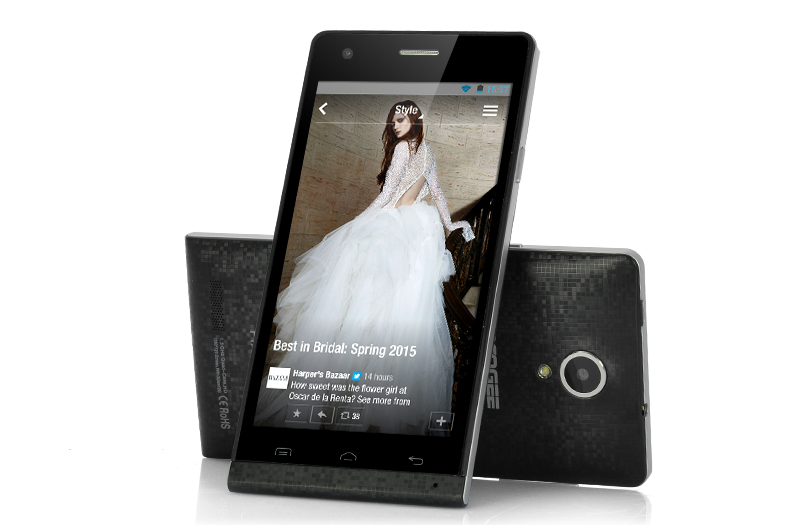 Style
Best in Bridal: Spring 2015
BAZAAR
Harper's Bazaar 14 hours
How sweet was the flower girl at
Oscar de la Renta? See more from
38
CE RoHS